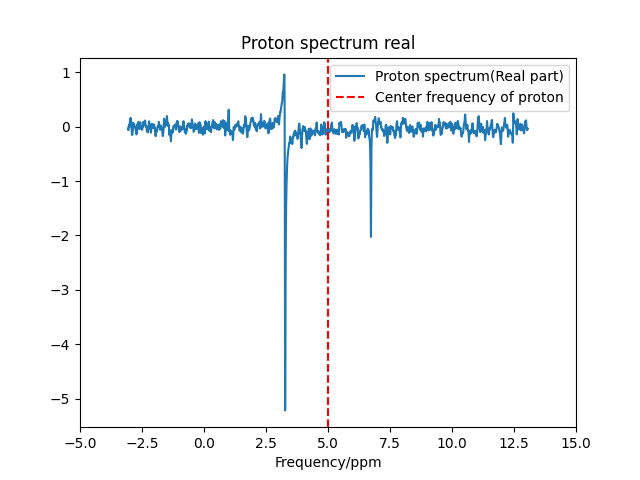 Proton spectrum real
Proton spectrum(Real part)
Center frequency of proton
1
0
−1
−2
−3
−4
−5
−5.0 −2.5 0.0 2.5 5.0 7.5 10.0 12.5 15.0
Frequency/ppm